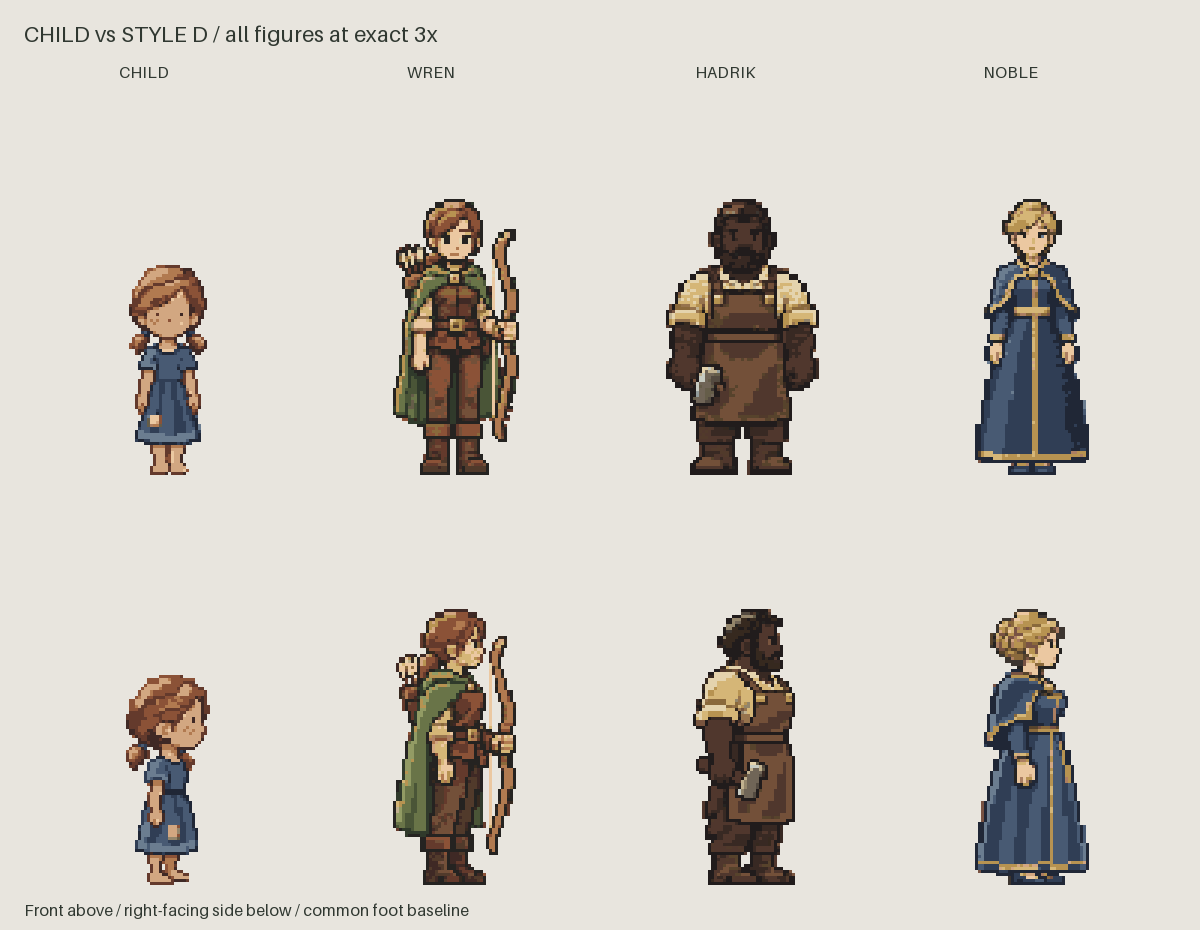 CHILD vs STYLE D / all figures at exact 3x
CHILD WREN HADRIK NOBLE
Front above / right-facing side below / common foot baseline